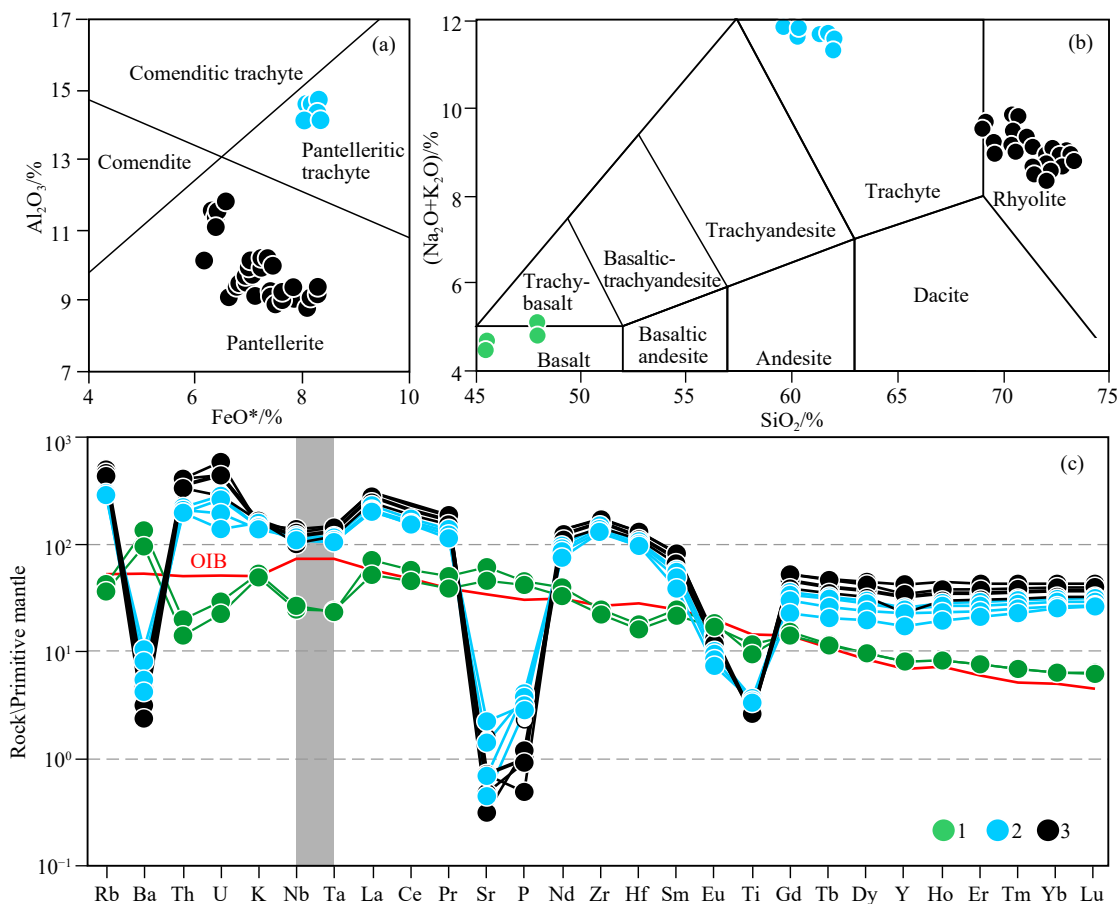 17
15
13
11
9
7
Al₂O₃/%
(a)
Comenditic trachyte
Comendite
Pantelleritic
trachyte
Pantellerite
4
6
8
10
FeO*/%
12
10
8
6
4
(Na₂O+K₂O)/%
(b)
Trachyte
Rhyolite
Trachyandesite
Basaltic-
trachyandesite
Trachy-
basalt
Dacite
Basaltic
andesite
Basalt
Andesite
45
50
55
60
65
70
75
SiO₂/%
10³
10²
10¹
10⁰
10⁻¹
Rock\Primitive mantle
(c)
OIB
1
2
3
Rb Ba Th U K Nb Ta La Ce Pr Sr P Nd Zr Hf Sm Eu Ti Gd Tb Dy Y Ho Er Tm Yb Lu